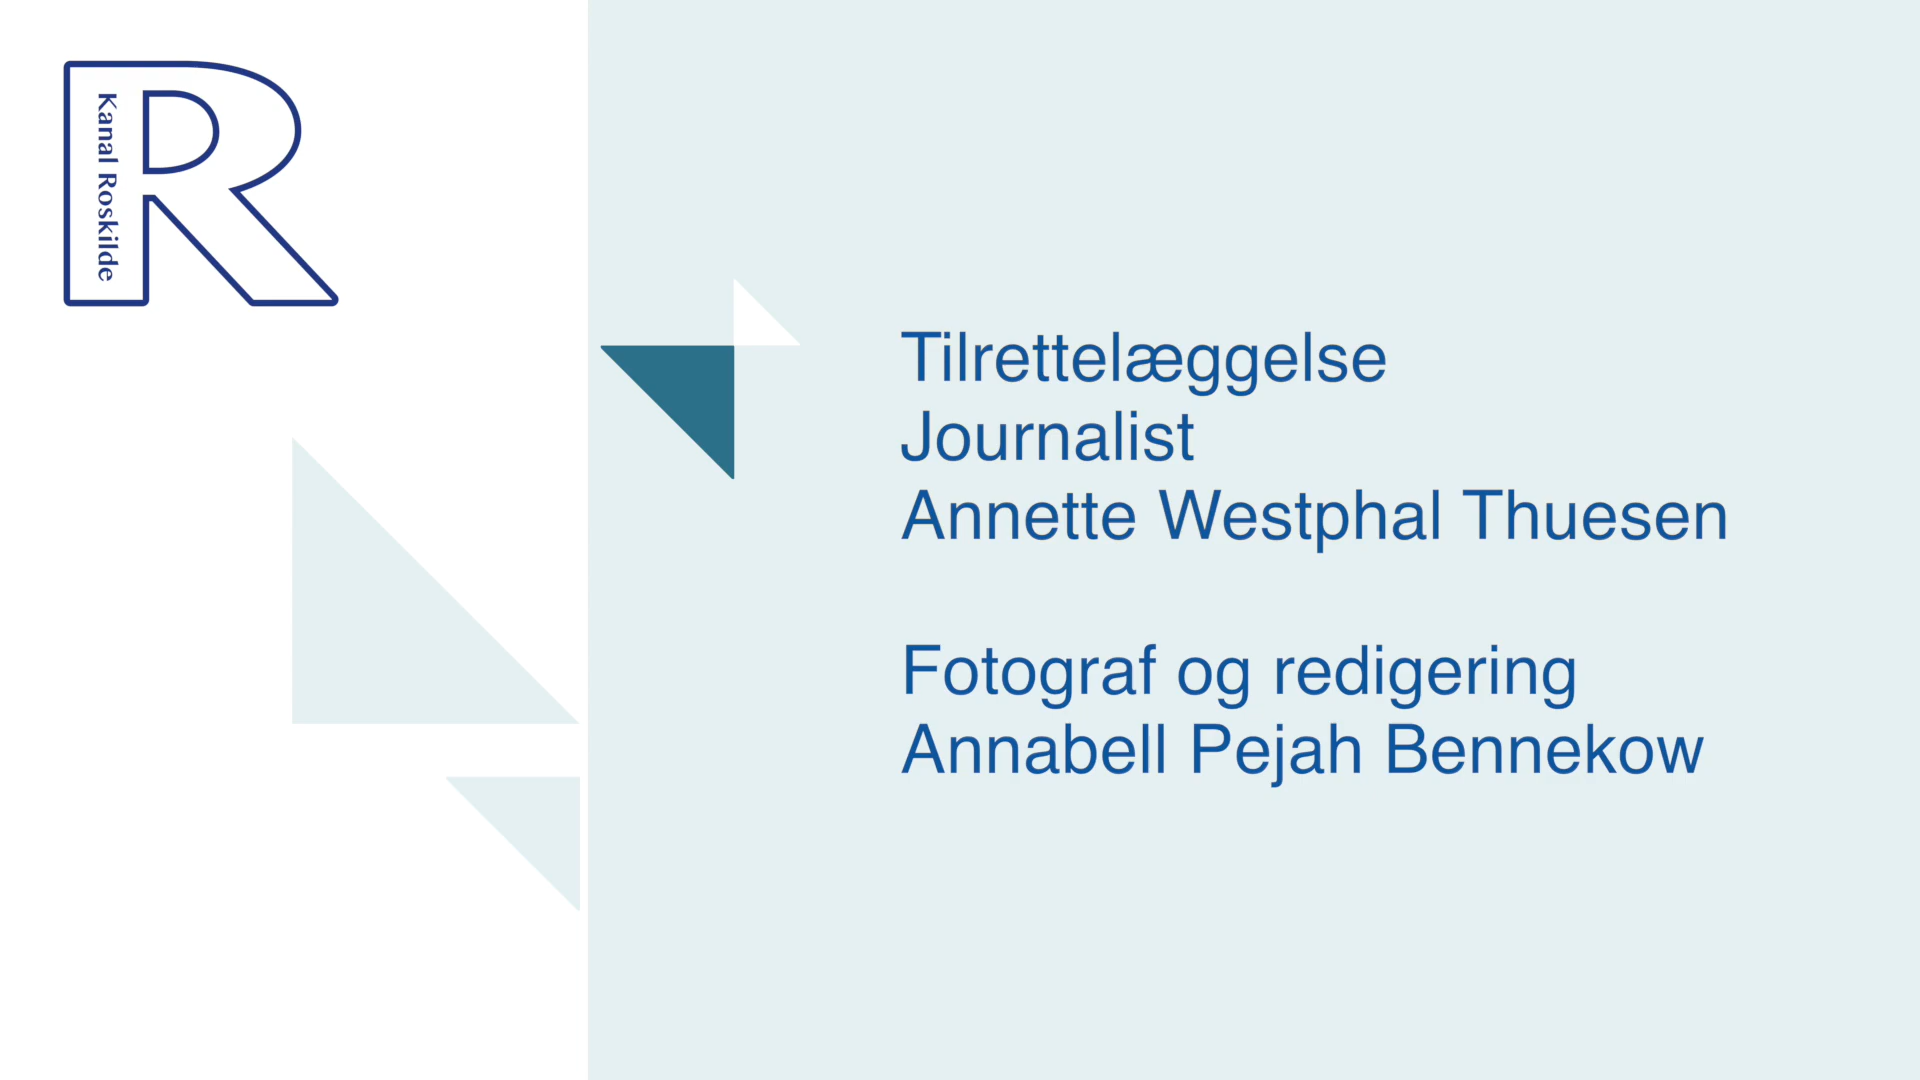 Kanal Roskilde
Tilrettelæggelse
Journalist
Annette Westphal Thuesen
Fotograf og redigering
Annabell Pejah Bennekow